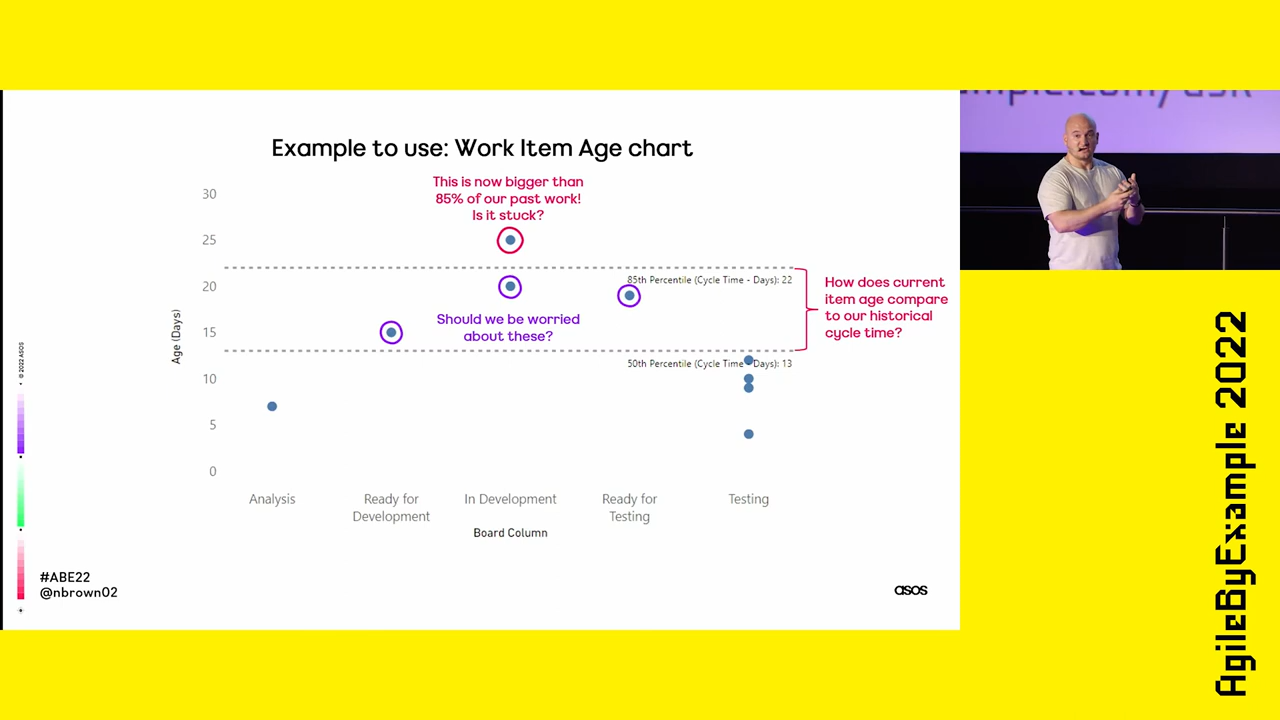 Example to use: Work Item Age chart
This is now bigger than
85% of our past work!
Is it stuck?
30
25
20
15
10
5
0
Age (Days)
85th Percentile (Cycle Time - Days): 22
Should we be worried
about these?
50th Percentile (Cycle Time - Days): 13
How does current
item age compare
to our historical
cycle time?
Analysis
Ready for
Development
In Development
Ready for
Testing
Testing
Board Column
© 2022 ASOS
#ABE22
@nbrown02
asos
AgileByExample 2022